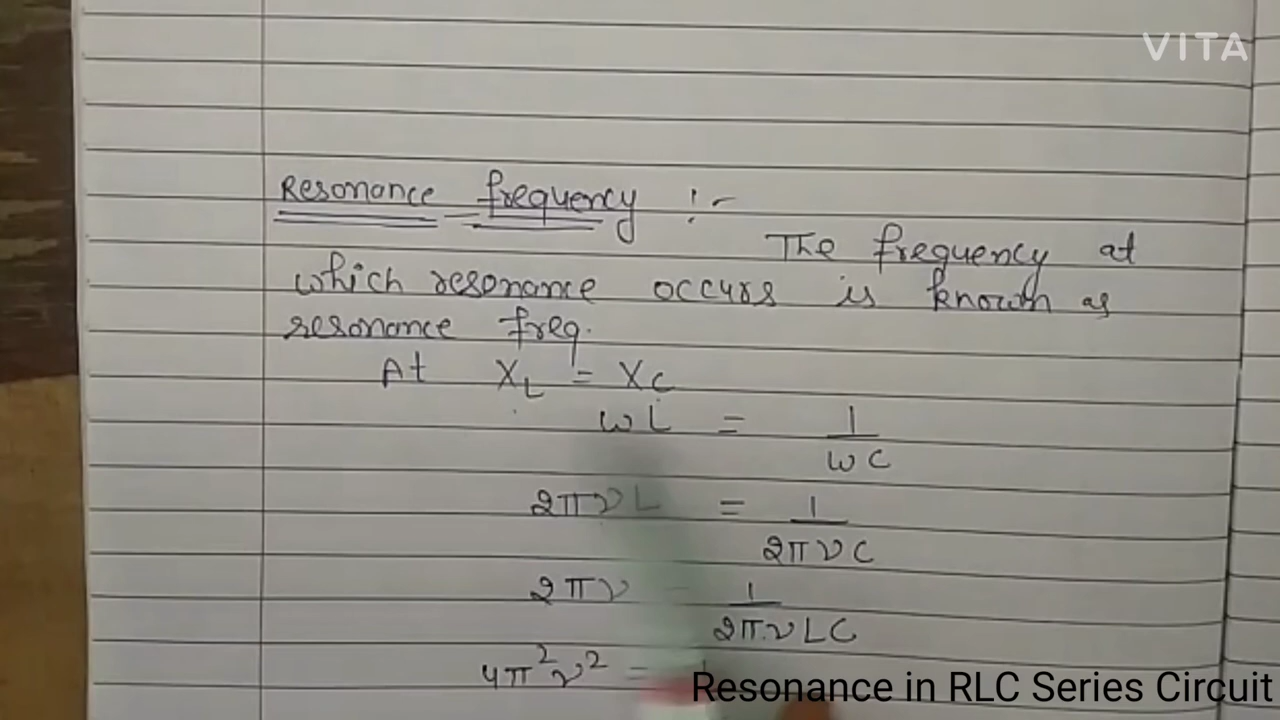 VITA
Resonance frequency :-
The frequency at
which resonance occurs is known as
resonance freq.
At X_L = X_C
ωL = 1/ωC
2πνL = 1/2πνC
2πν = 1/2πνLC
4π²ν² =
Resonance in RLC Series Circuit